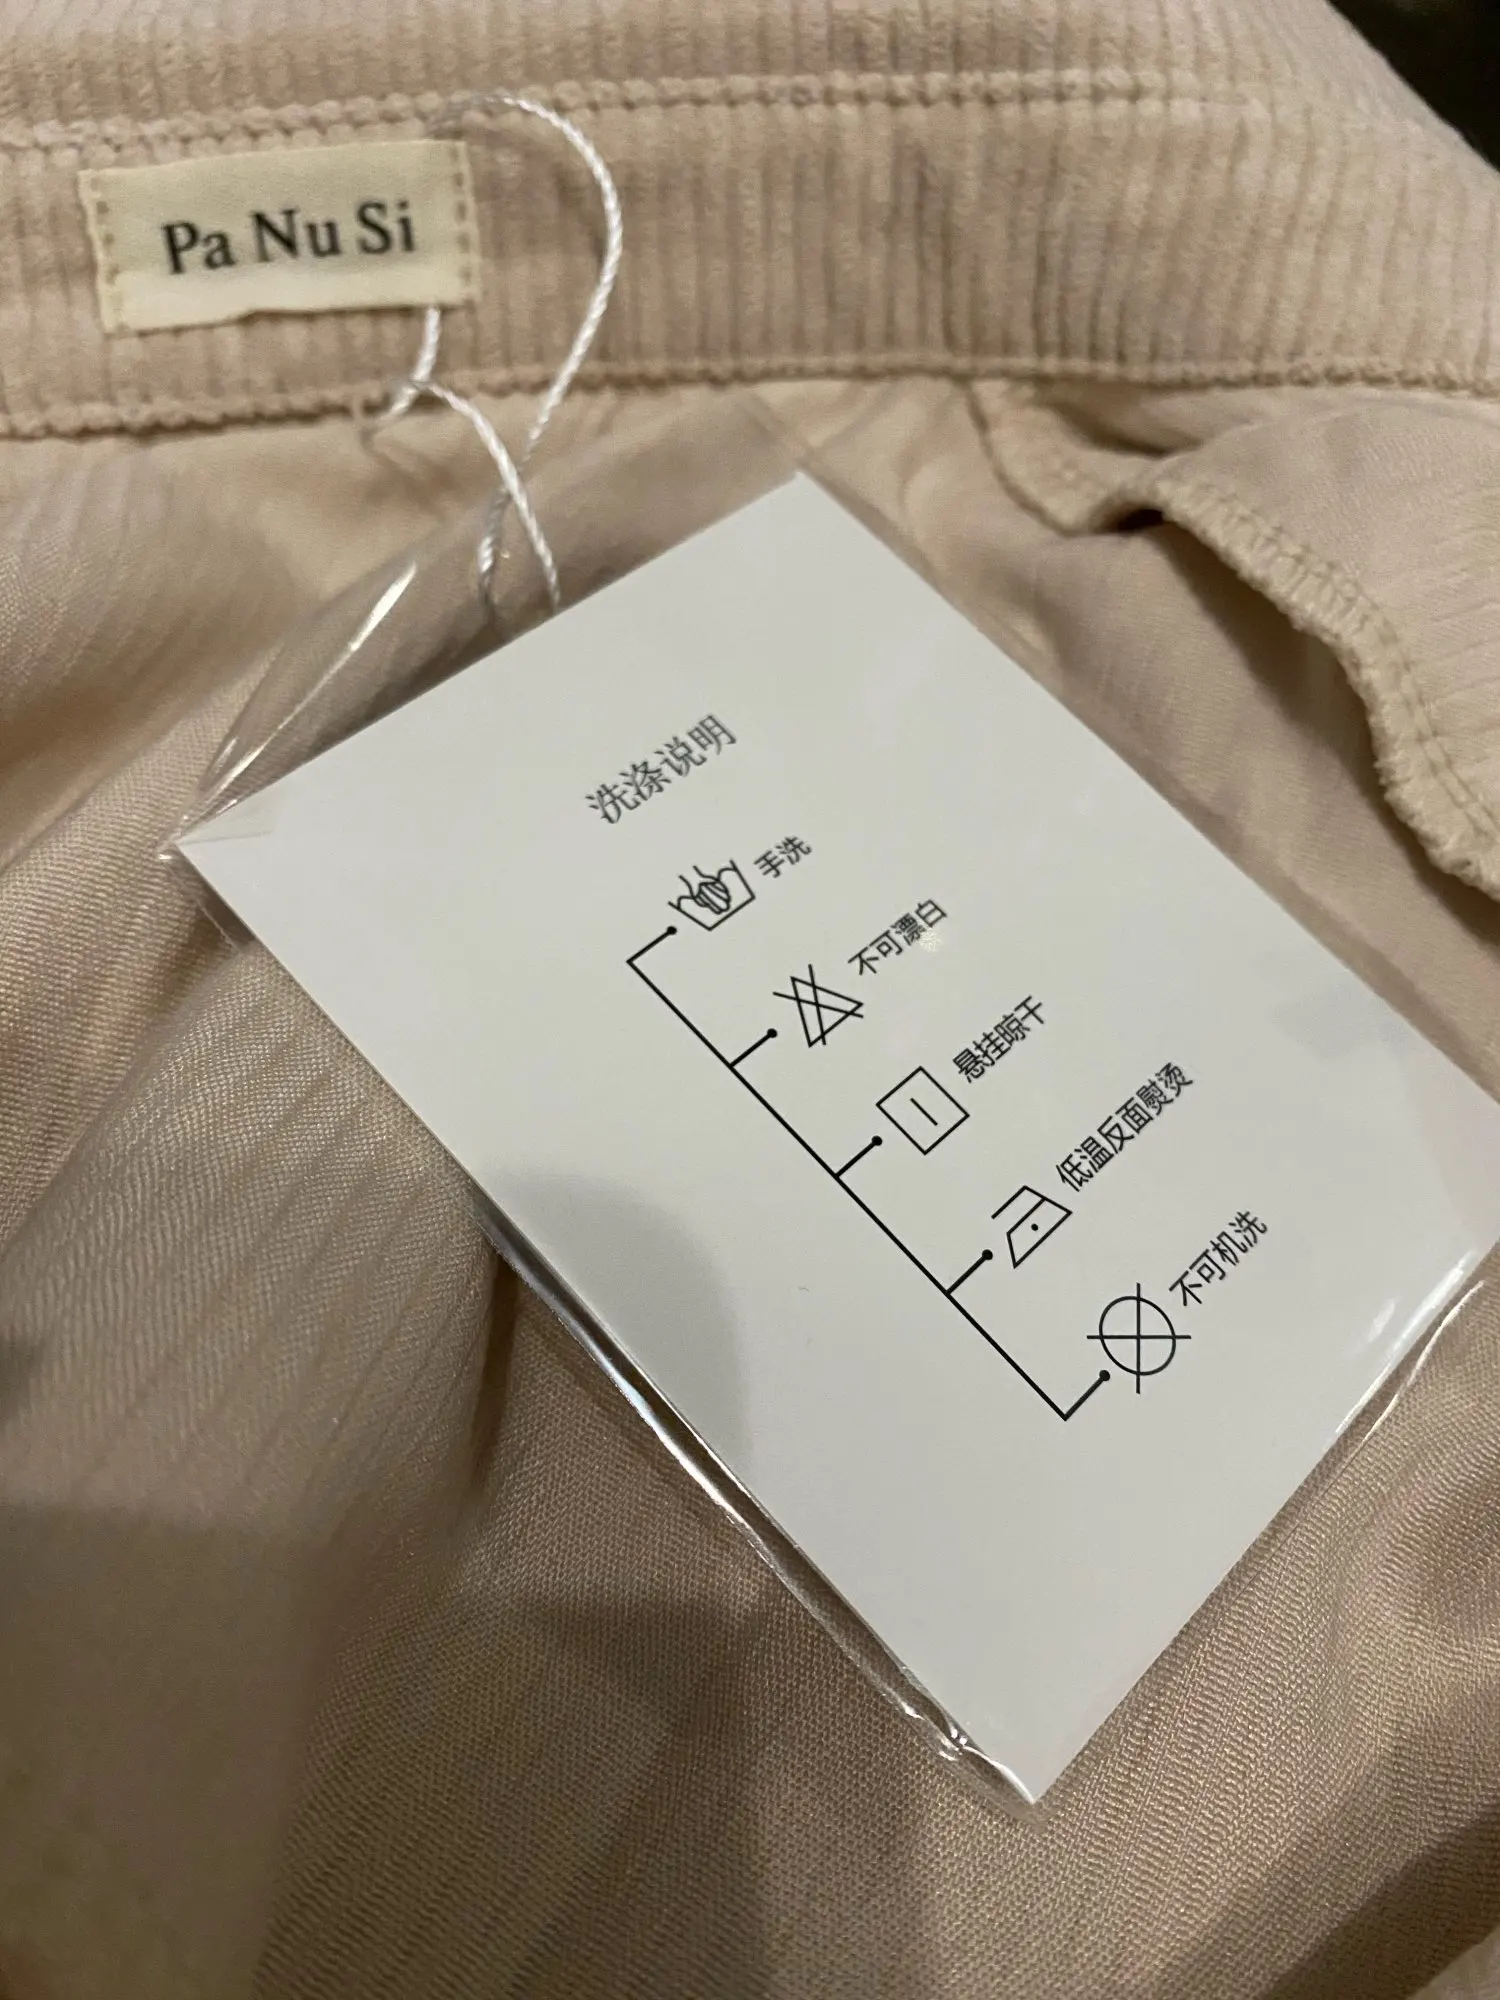 Pa Nu Si
洗涤说明
手洗
不可漂白
悬挂晾干
低温反面熨烫
不可机洗